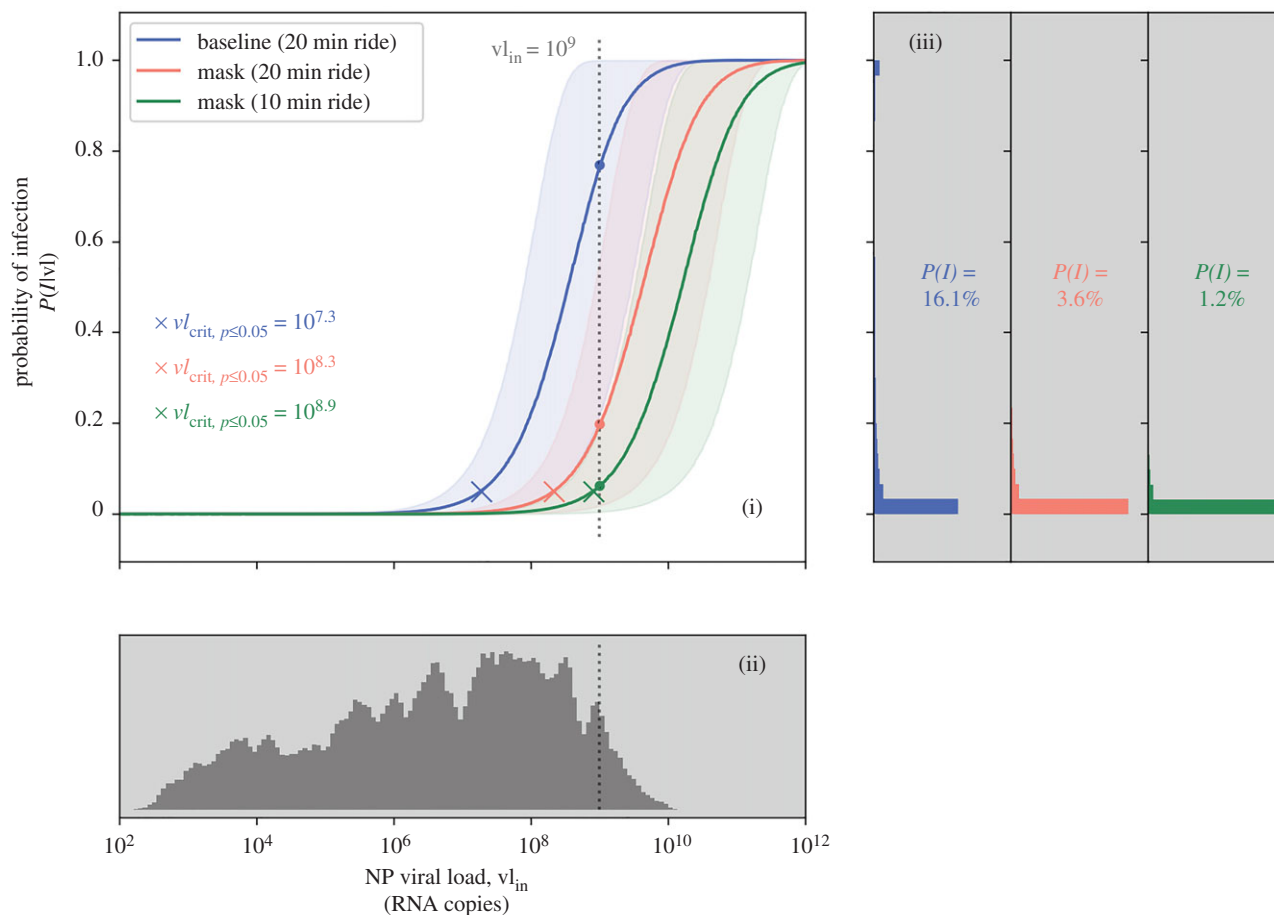 baseline (20 min ride)
mask (20 min ride)
mask (10 min ride)
vl_in = 10^9
1.0
0.8
0.6
0.4
0.2
0
probability of infection
P(I|vl)
× vl_crit, p≤0.05 = 10^7.3
× vl_crit, p≤0.05 = 10^8.3
× vl_crit, p≤0.05 = 10^8.9
(i)
(iii)
P(I) =
16.1%
P(I) =
3.6%
P(I) =
1.2%
(ii)
10^2
10^4
10^6
10^8
10^10
10^12
NP viral load, vl_in
(RNA copies)